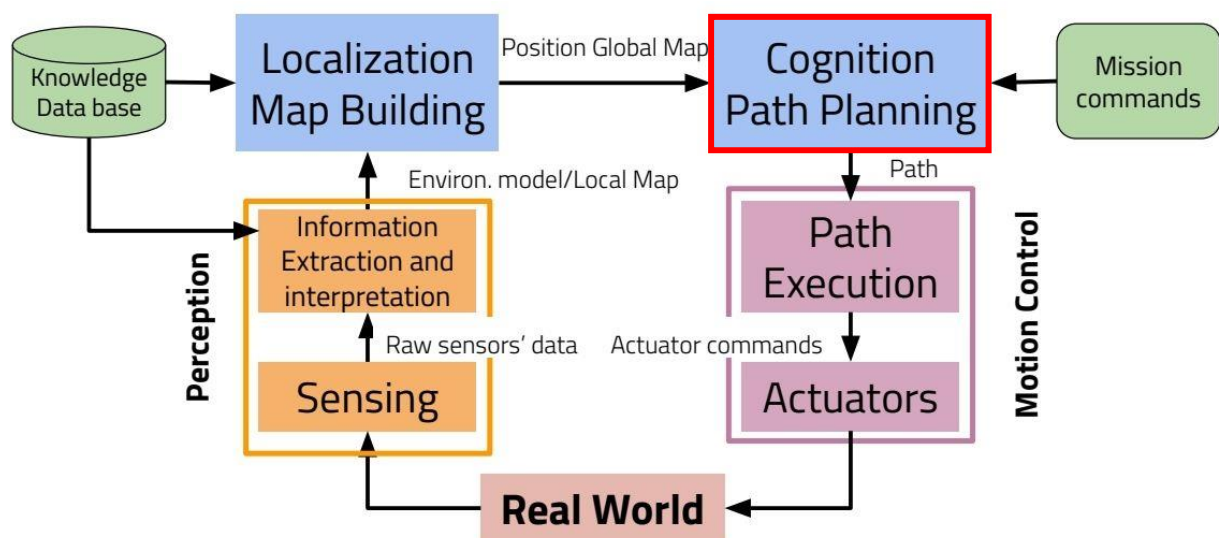 Knowledge
Data base
Localization
Map Building
Position Global Map
Cognition
Path Planning
Mission
commands
Environ. model/Local Map
Path
Information
Extraction and
interpretation
Path
Execution
Perception
Motion Control
Raw sensors’ data
Actuator commands
Sensing
Actuators
Real World